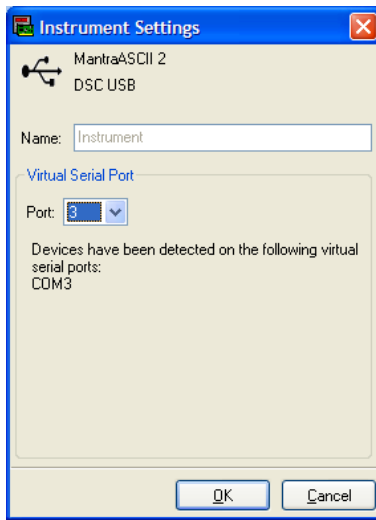 Instrument Settings
MantraASCII 2
DSC USB
Name: Instrument
Virtual Serial Port
Port: 3
Devices have been detected on the following virtual
serial ports:
COM3
OK Cancel